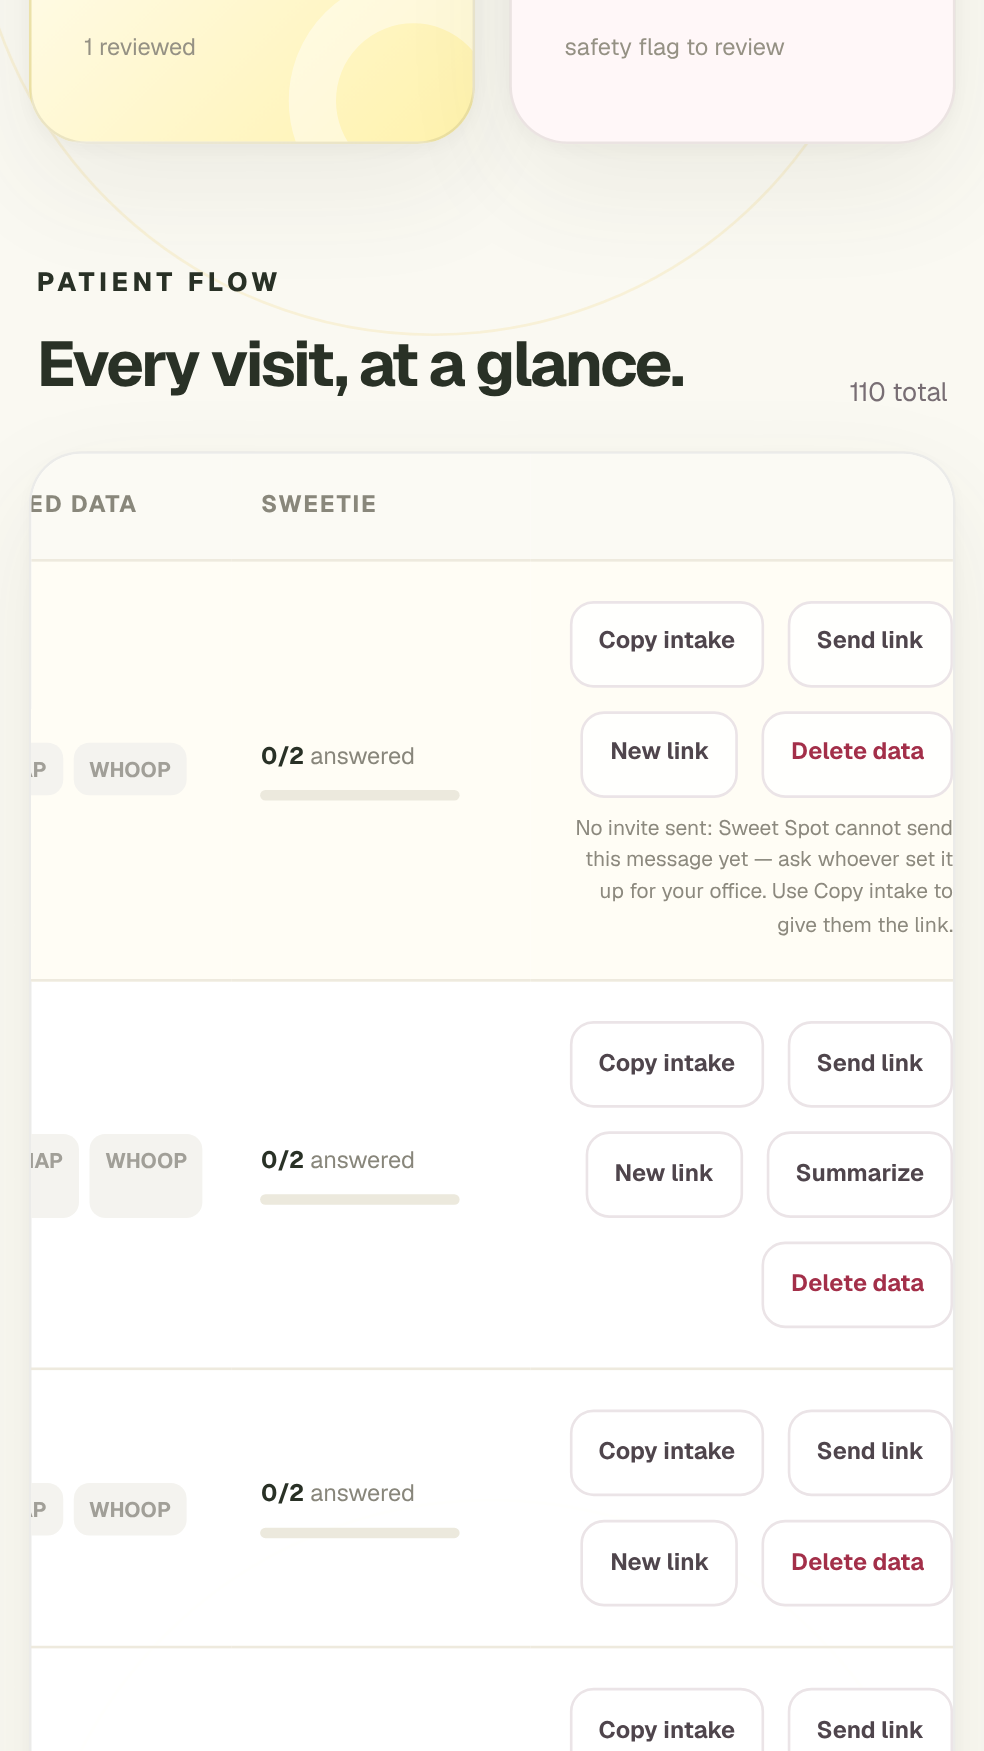 1 reviewed
safety flag to review
PATIENT FLOW
Every visit, at a glance.
110 total
ED DATA
SWEETIE
Copy intake
Send link
New link
Delete data
AP
WHOOP
0/2 answered
No invite sent: Sweet Spot cannot send
this message yet — ask whoever set it
up for your office. Use Copy intake to
give them the link.
Copy intake
Send link
IAP
WHOOP
0/2 answered
New link
Summarize
Delete data
Copy intake
Send link
AP
WHOOP
0/2 answered
New link
Delete data
Copy intake
Send link